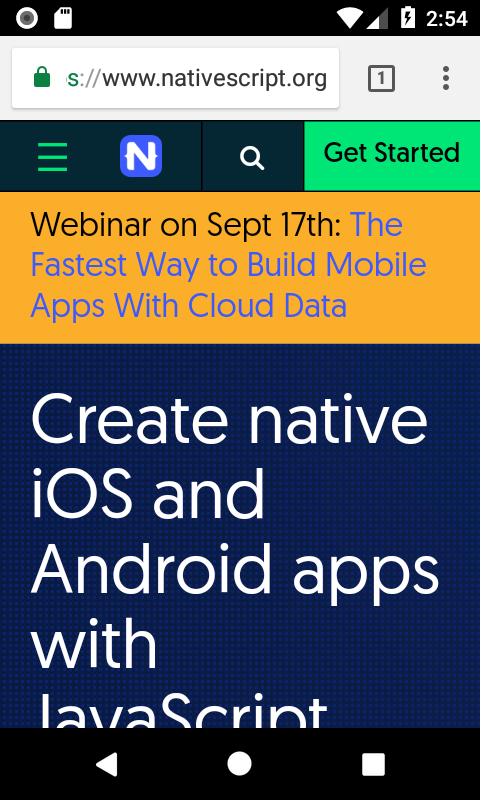 2:54
s://www.nativescript.org
1
N
Get Started
Webinar on Sept 17th: The
Fastest Way to Build Mobile
Apps With Cloud Data
Create native
iOS and
Android apps
with
JavaScript